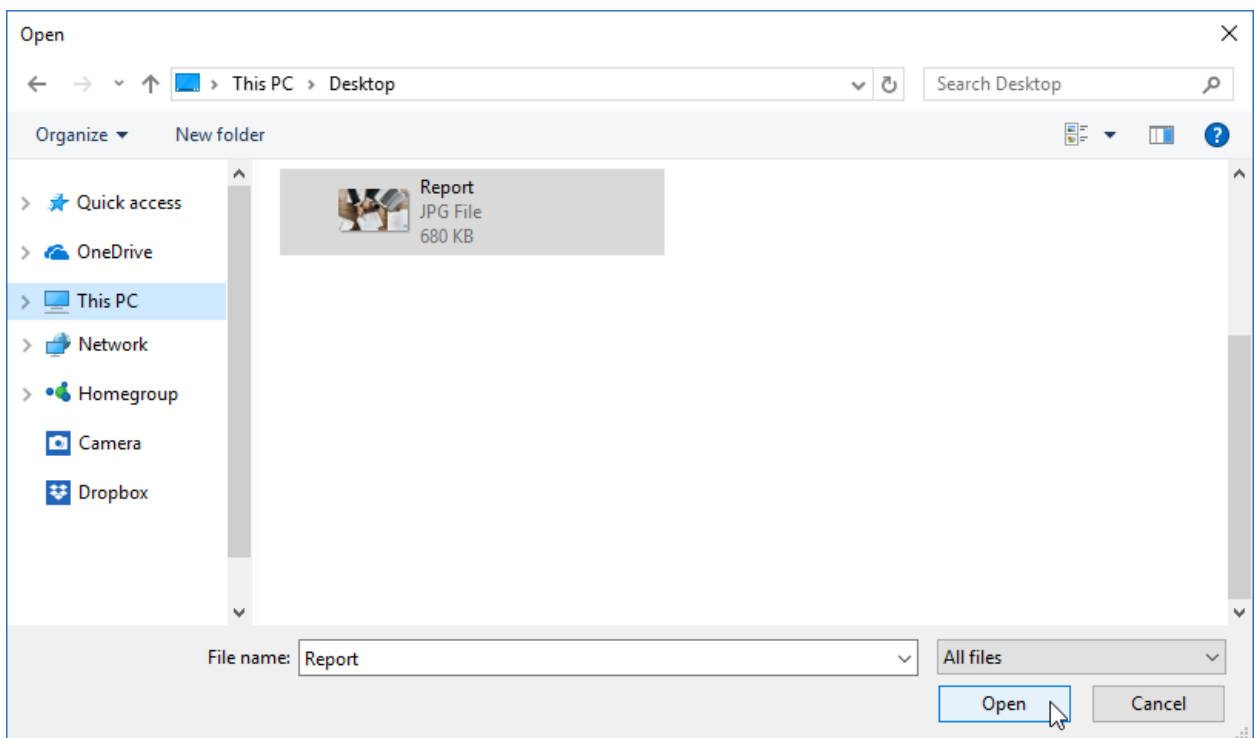 Open
This PC > Desktop
Search Desktop
Organize
New folder
Quick access
OneDrive
This PC
Network
Homegroup
Camera
Dropbox
Report
JPG File
680 KB
File name: Report
All files
Open
Cancel